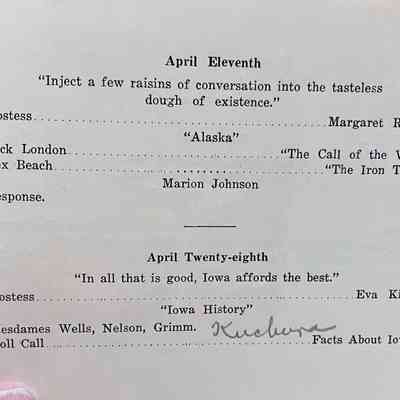 April Eleventh
"Inject a few raisins of conversation into the tasteless
dough of existence."
ostess..........Margaret R
"Alaska"
ck London.........."The Call of the W
ex Beach.........."The Iron T
Marion Johnson
esponse.
April Twenty-eighth
"In all that is good, Iowa affords the best."
ostess..........Eva Ki
"Iowa History"
esdames Wells, Nelson, Grimm. Kuchura
oll Call..........Facts About Iow